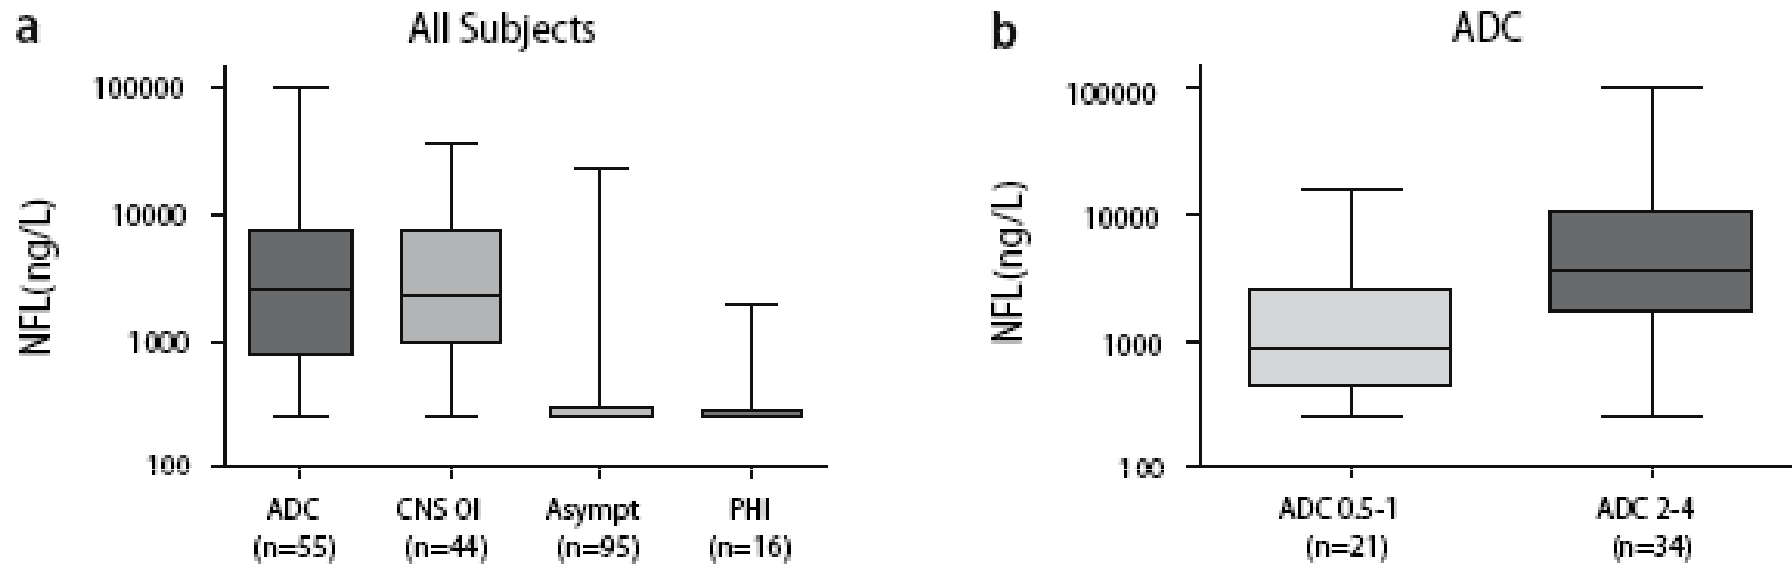 a
All Subjects
NFL(ng/L)
100000
10000
1000
100
ADC
(n=55)
CNS OI
(n=44)
Asympt
(n=95)
PHI
(n=16)
b
ADC
NFL(ng/L)
100000
10000
1000
100
ADC 0.5-1
(n=21)
ADC 2-4
(n=34)